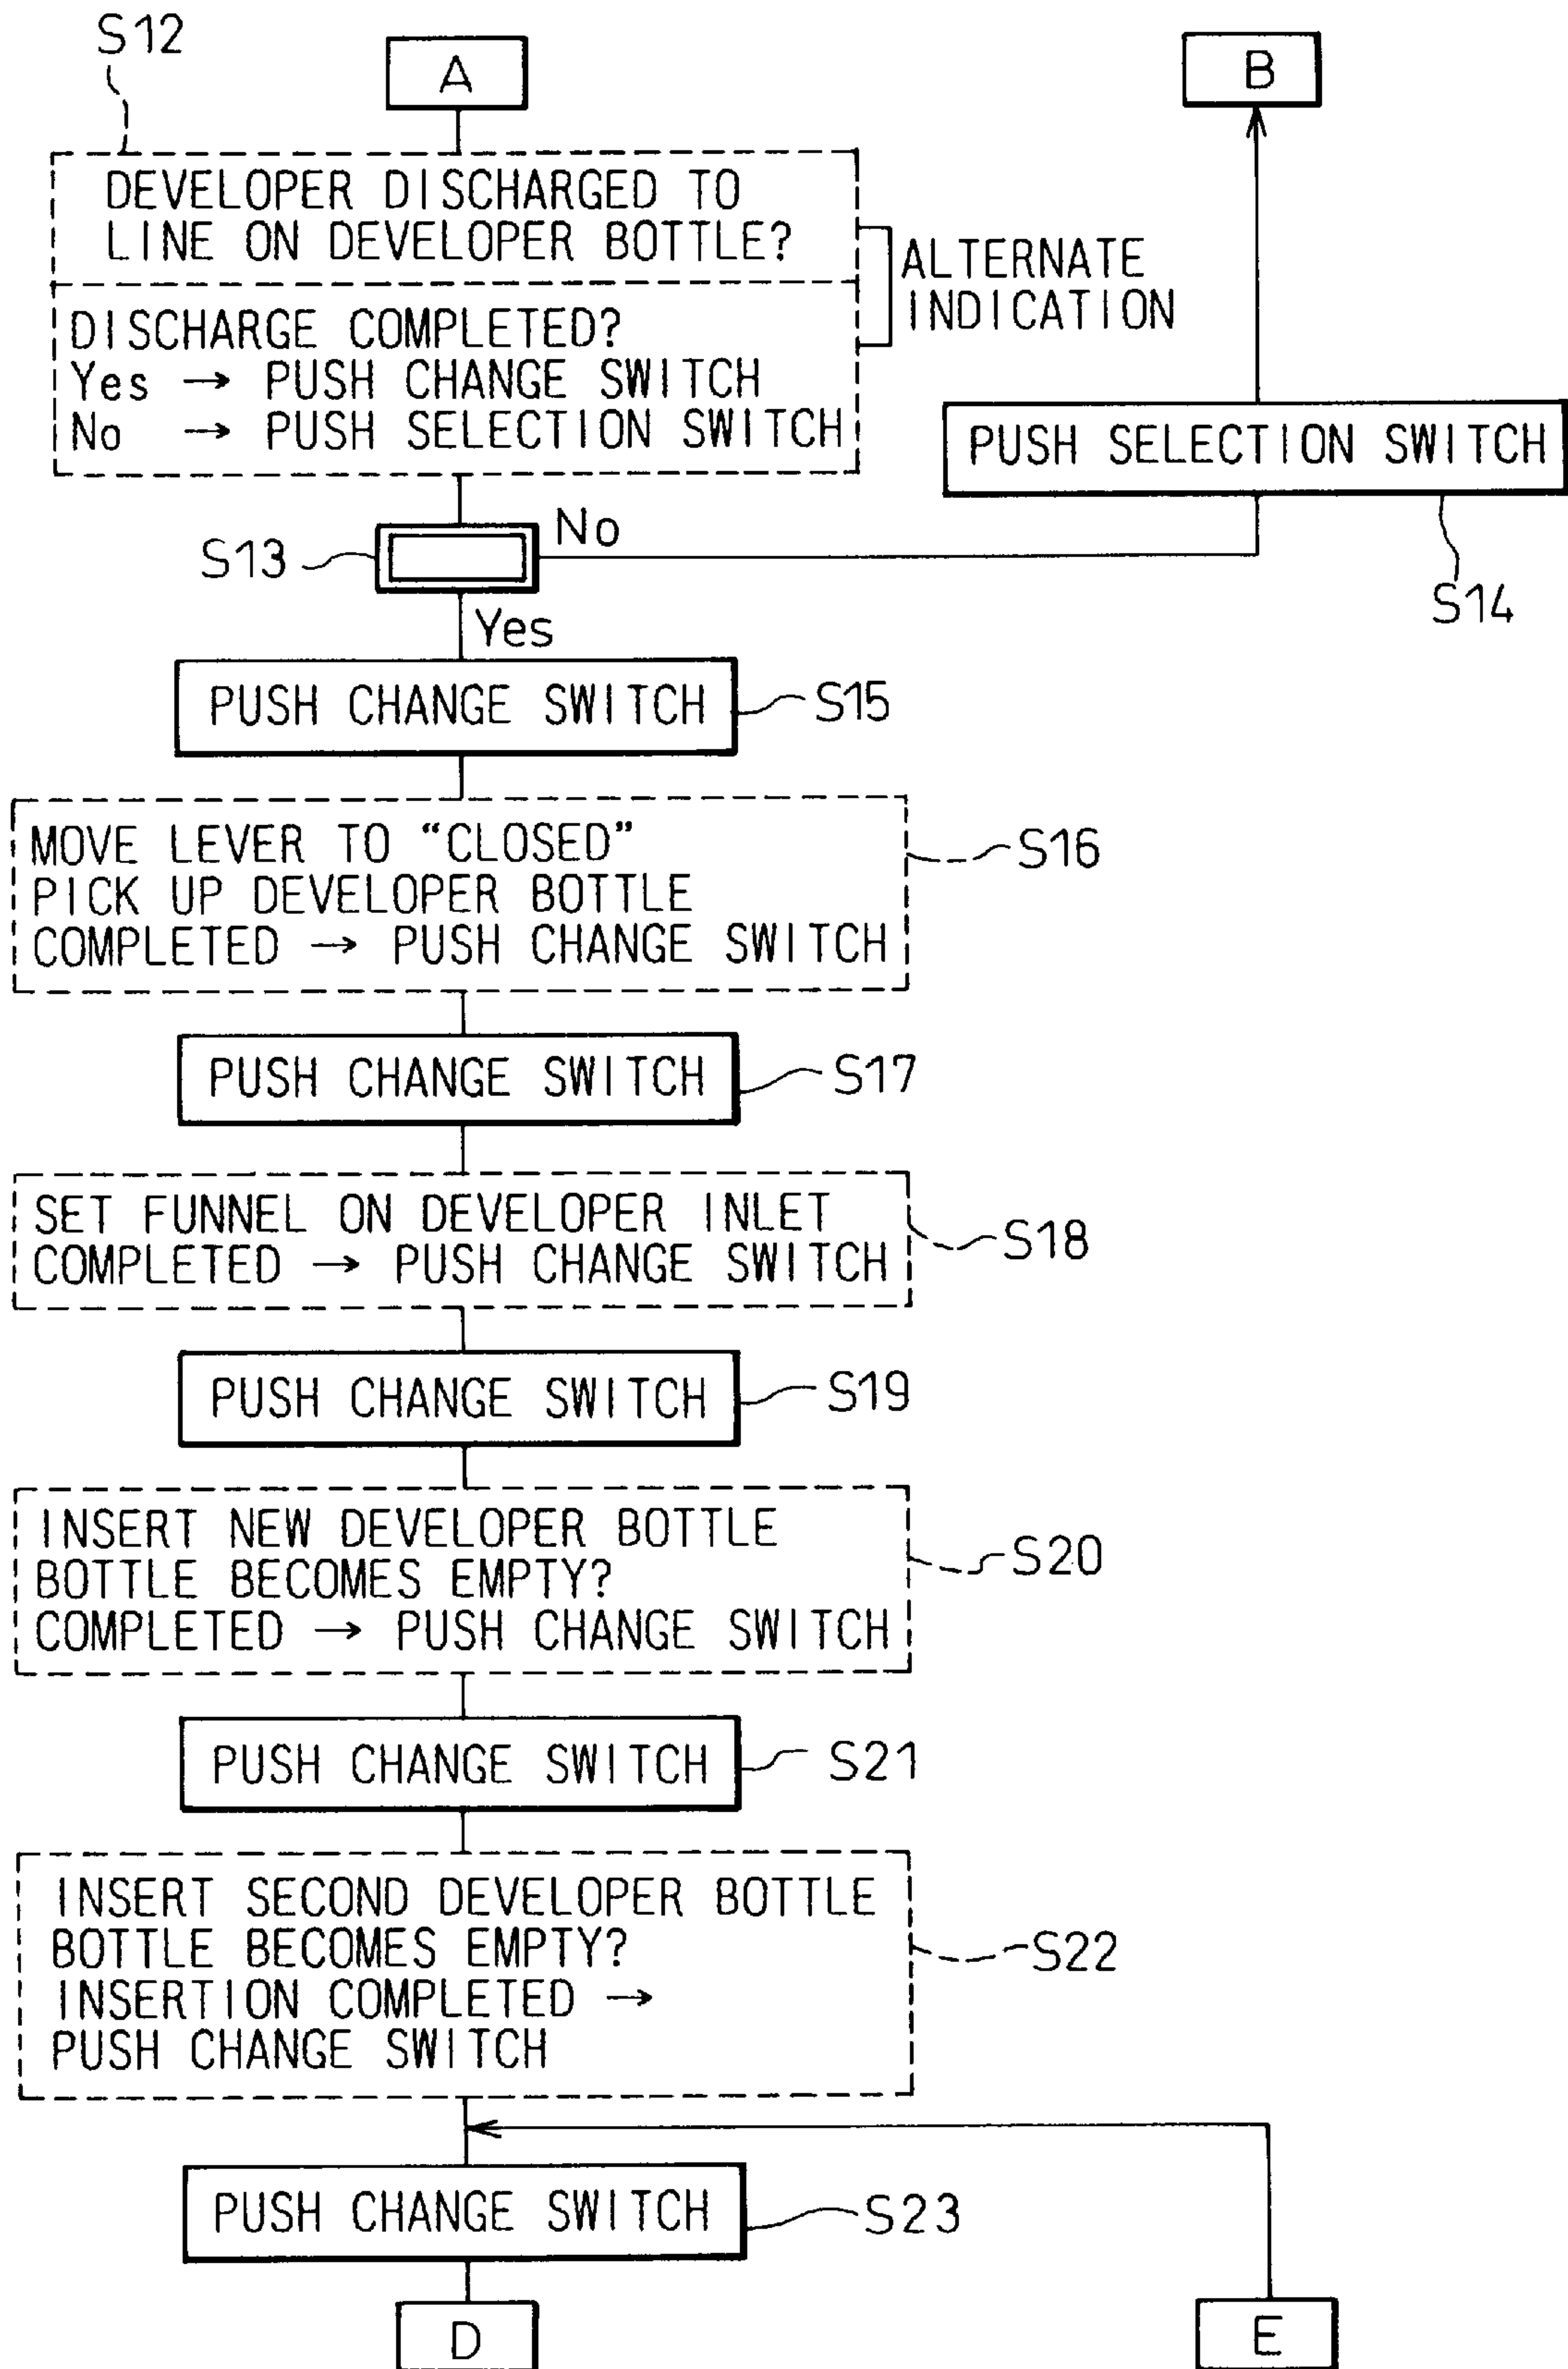 S12
A
B
DEVELOPER DISCHARGED TO
LINE ON DEVELOPER BOTTLE?
ALTERNATE
INDICATION
DISCHARGE COMPLETED?
Yes → PUSH CHANGE SWITCH
No → PUSH SELECTION SWITCH
PUSH SELECTION SWITCH
S13
No
S14
Yes
PUSH CHANGE SWITCH
S15
MOVE LEVER TO “CLOSED”
PICK UP DEVELOPER BOTTLE
COMPLETED → PUSH CHANGE SWITCH
S16
PUSH CHANGE SWITCH
S17
SET FUNNEL ON DEVELOPER INLET
COMPLETED → PUSH CHANGE SWITCH
S18
PUSH CHANGE SWITCH
S19
INSERT NEW DEVELOPER BOTTLE
BOTTLE BECOMES EMPTY?
COMPLETED → PUSH CHANGE SWITCH
S20
PUSH CHANGE SWITCH
S21
INSERT SECOND DEVELOPER BOTTLE
BOTTLE BECOMES EMPTY?
INSERTION COMPLETED →
PUSH CHANGE SWITCH
S22
PUSH CHANGE SWITCH
S23
D
E